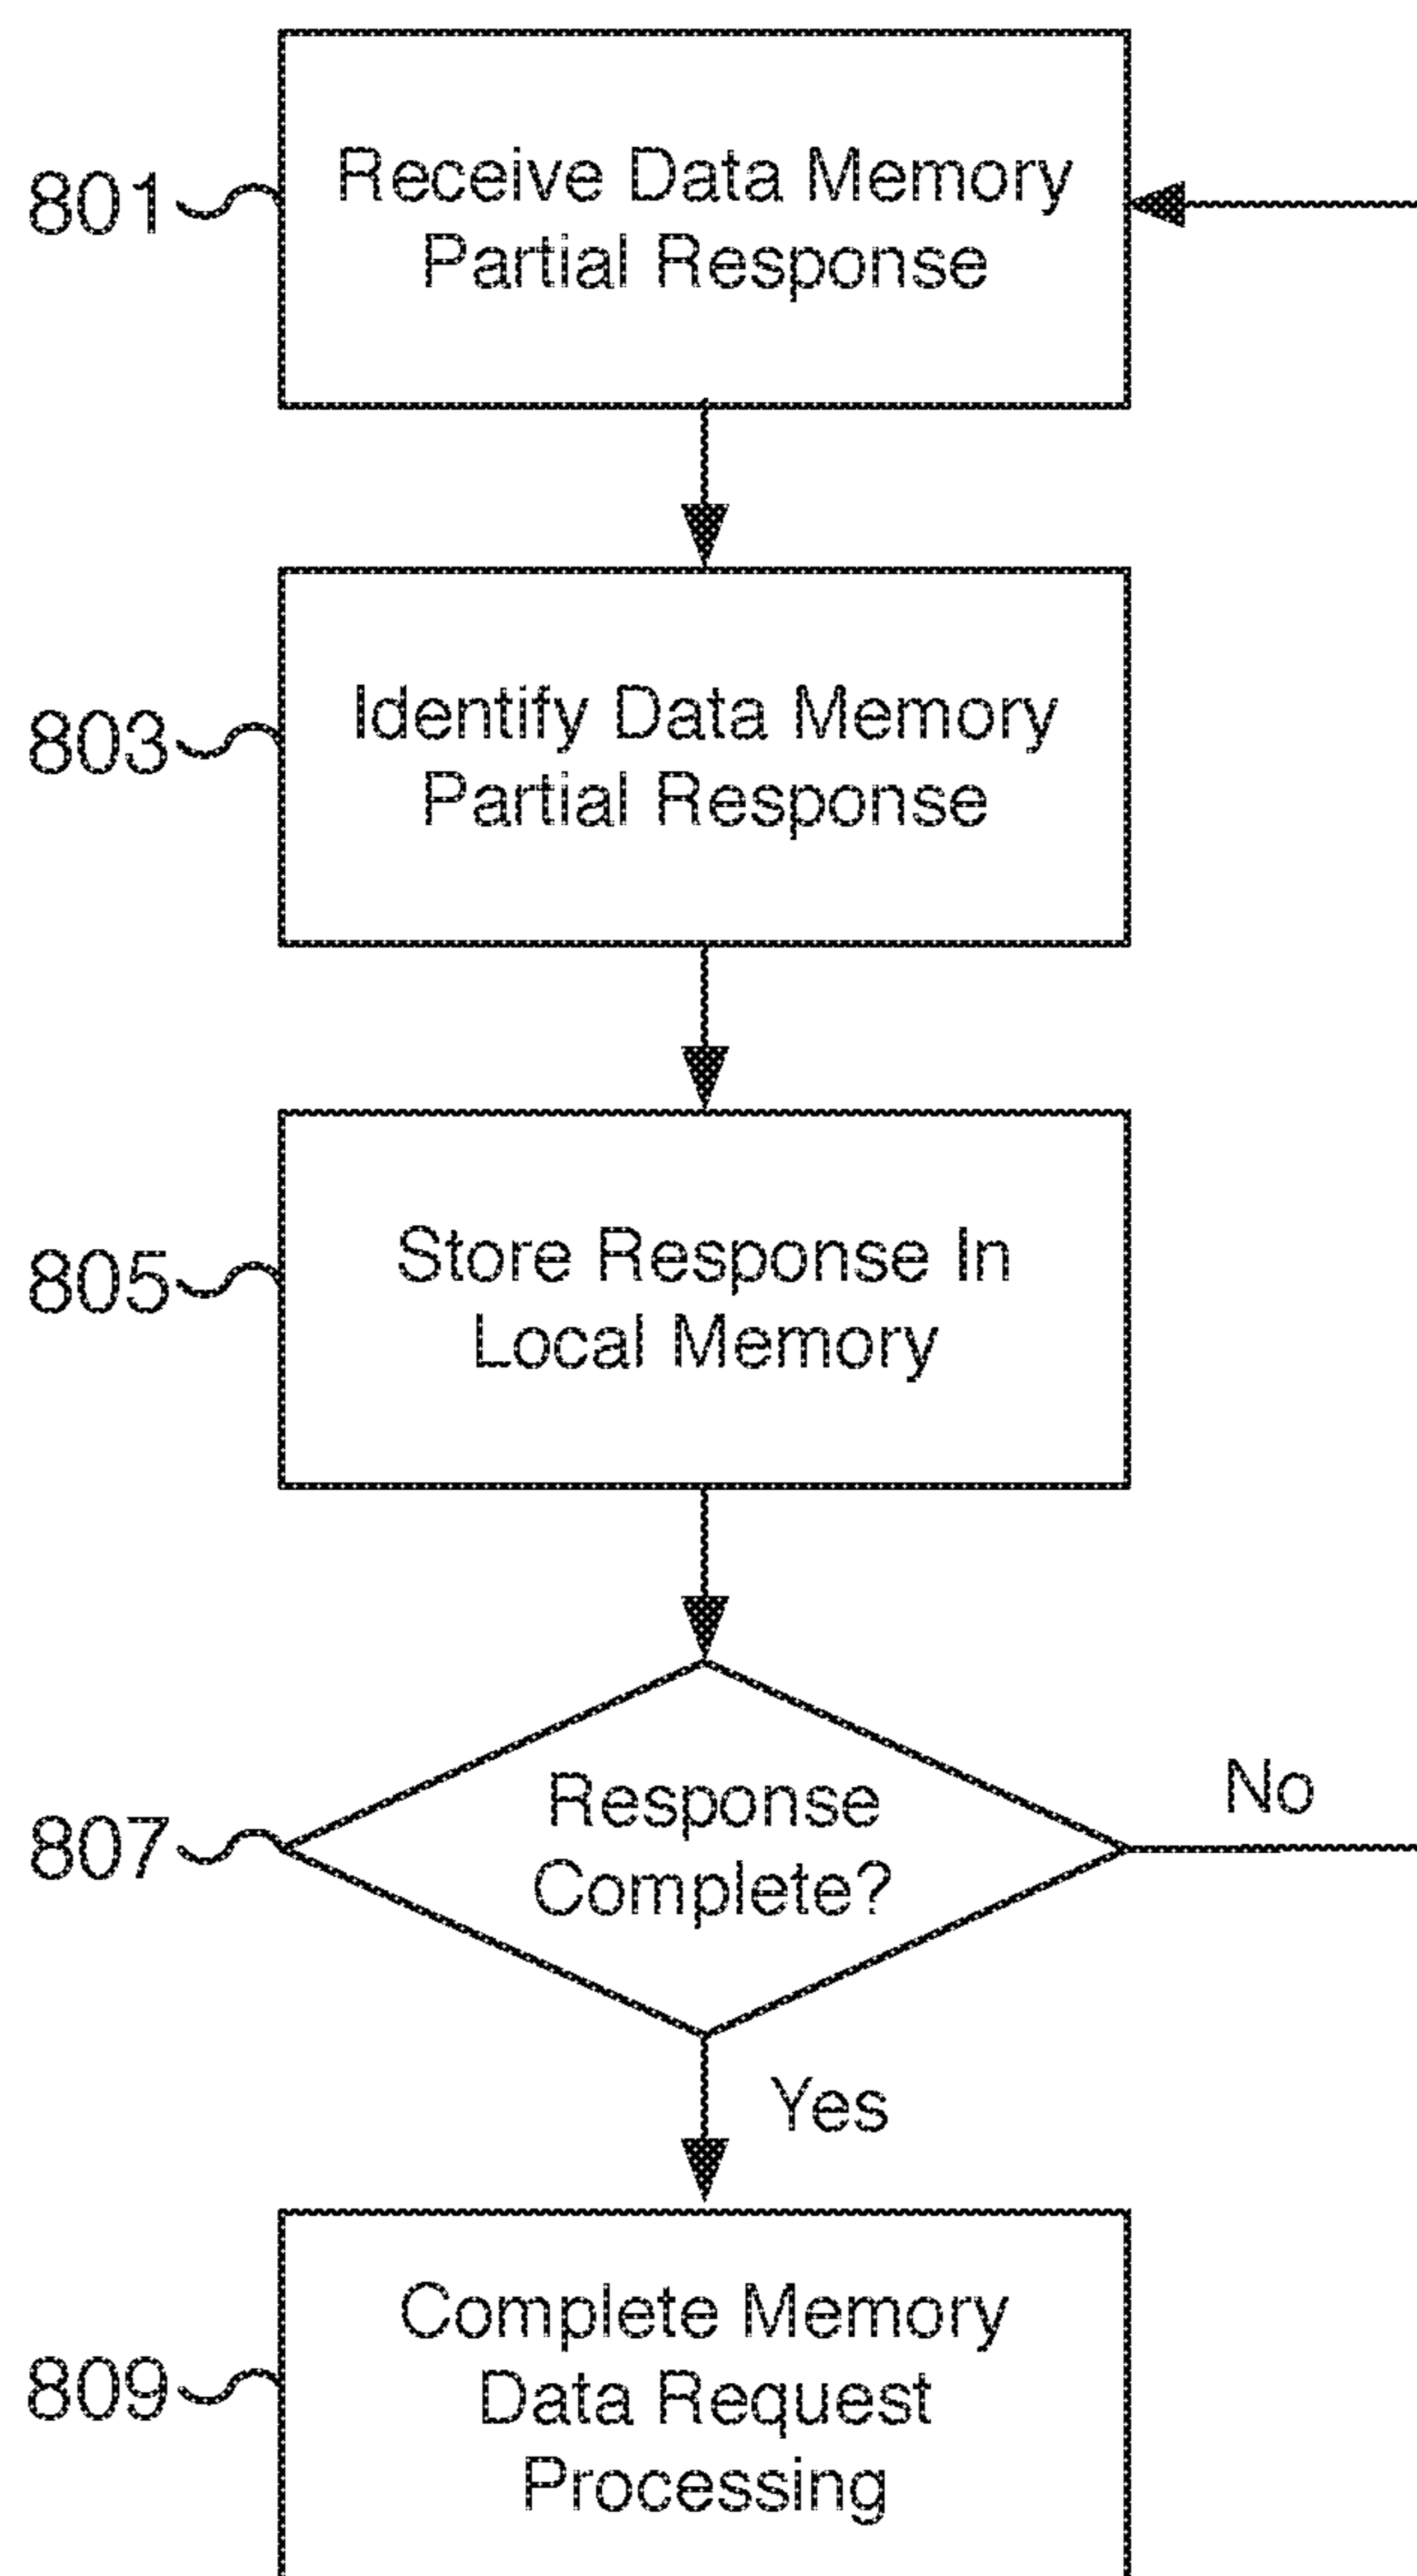 801
Receive Data Memory
Partial Response
803
Identify Data Memory
Partial Response
805
Store Response In
Local Memory
807
Response
Complete?
No
Yes
809
Complete Memory
Data Request
Processing